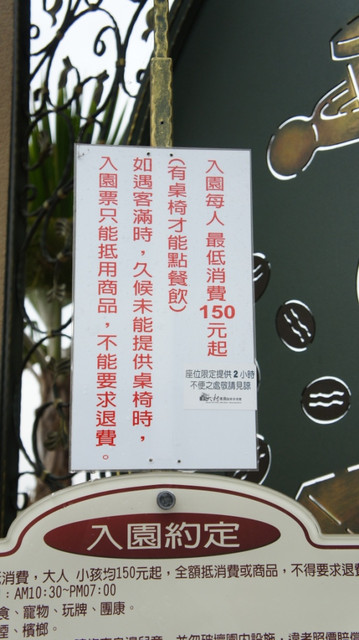 入園每人 最低消費150元起
(有桌椅才能點餐飲)
如遇客滿時，久候未能提供桌椅時，
入園票只能抵用商品，不能要求退費。
座位限定提供 2 小時
不便之處敬請見諒
入園約定
消費，大人 小孩均150元起，全額抵消費或商品，不得要求退費
：AM10:30~PM07:00
食、寵物、玩牌、團康。
、檳榔。